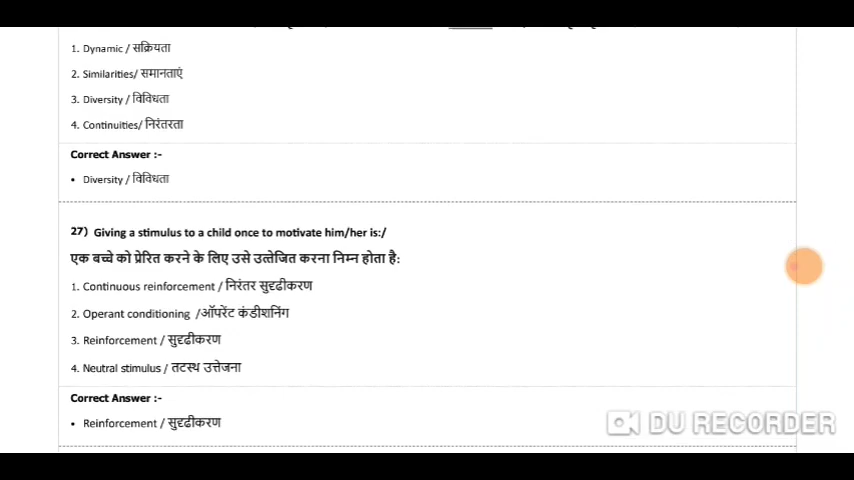 1. Dynamic / सक्रियता
2. Similarities/ समानताएं
3. Diversity / विविधता
4. Continuities/ निरंतरता
Correct Answer :-
• Diversity / विविधता
27) Giving a stimulus to a child once to motivate him/her is:/
एक बच्चे को प्रेरित करने के लिए उसे उत्तेजित करना निम्न होता है:
1. Continuous reinforcement / निरंतर सुदृढीकरण
2. Operant conditioning /ऑपरेंट कंडीशनिंग
3. Reinforcement / सुदृढीकरण
4. Neutral stimulus / तटस्थ उत्तेजना
Correct Answer :-
• Reinforcement / सुदृढीकरण
DU RECORDER